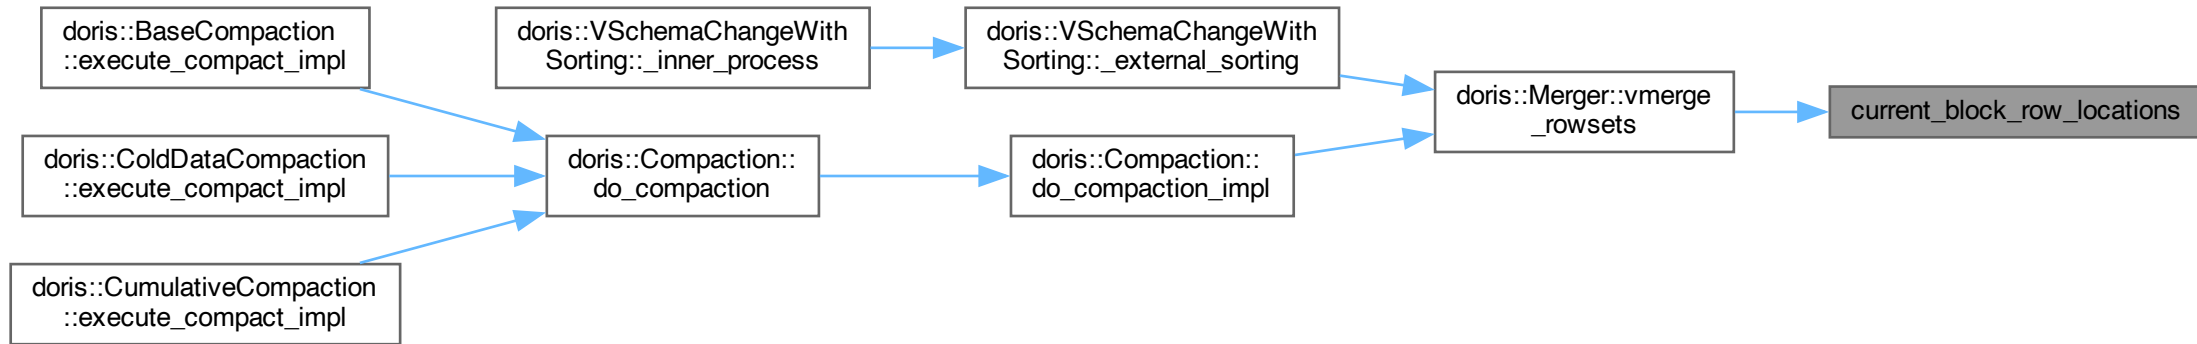 doris::BaseCompaction
::execute_compact_impl
doris::VSchemaChangeWith
Sorting::_inner_process
doris::VSchemaChangeWith
Sorting::_external_sorting
doris::Merger::vmerge
_rowsets
current_block_row_locations
doris::ColdDataCompaction
::execute_compact_impl
doris::Compaction::
do_compaction
doris::Compaction::
do_compaction_impl
doris::CumulativeCompaction
::execute_compact_impl